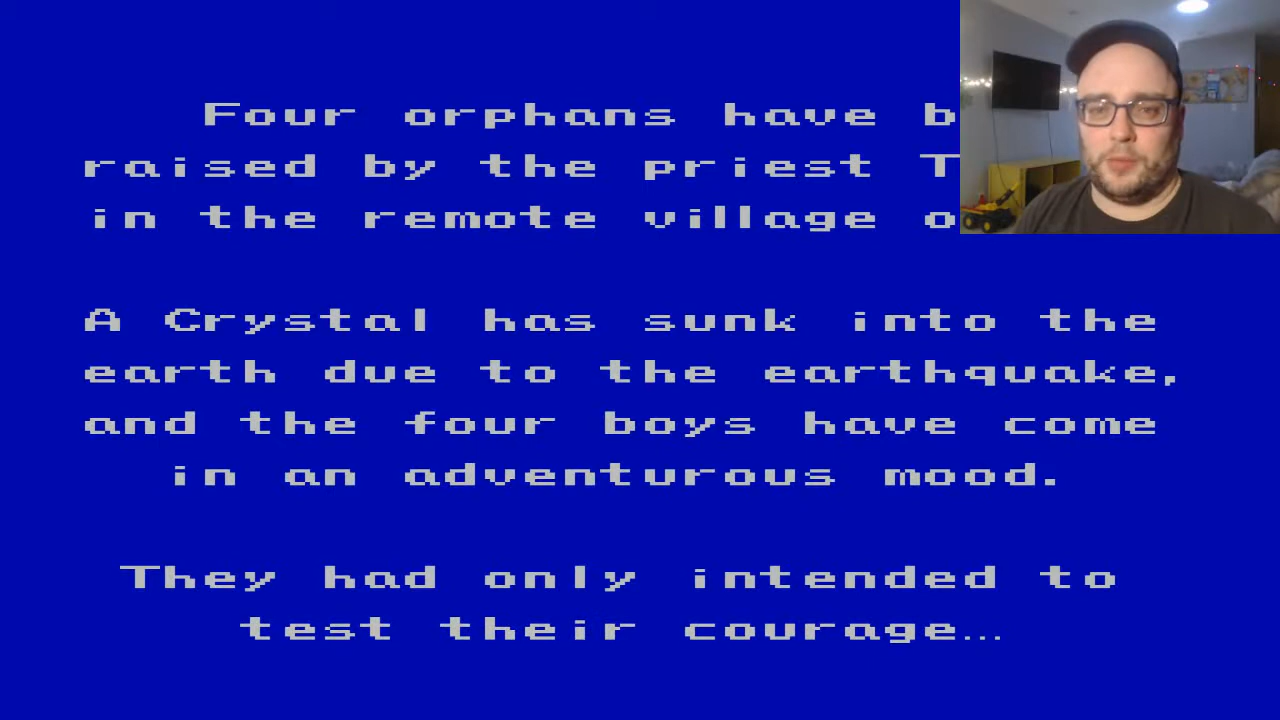 Four orphans have
raised by the priest
in the remote village
A Crystal has sunk into the
earth due to the earthquake,
and the four boys have come
in an adventurous mood.
They had only intended to
test their courage…